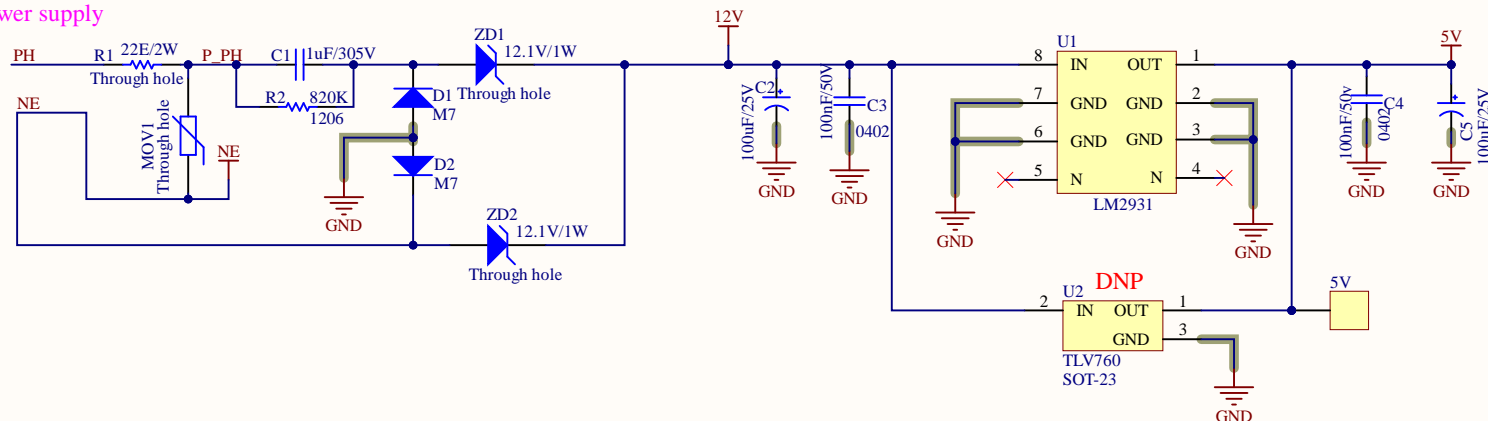 wer supply
PH
R1
22E/2W
Through hole
P_PH
C1
1uF/305V
R2
820K
1206
NE
MOV1
Through hole
NE
D1
M7
D2
M7
GND
ZD1
12.1V/1W
Through hole
ZD2
12.1V/1W
Through hole
12V
C2
100uF/25V
GND
C3
100nF/50V
0402
GND
U1
8
IN
OUT
1
7
GND
GND
2
6
GND
GND
3
5
N
N
4
LM2931
GND
GND
DNP
U2
2
IN
OUT
1
GND
3
TLV760
SOT-23
GND
5V
5V
C4
100nF/50v
0402
GND
C5
100uF/25V
GND